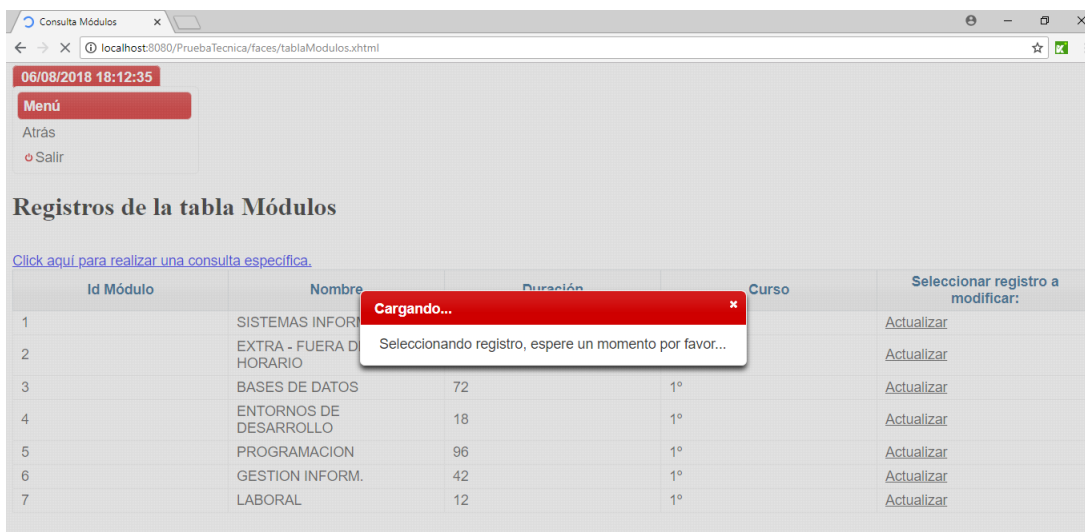 Consulta Módulos
localhost:8080/PruebaTecnica/faces/tablaModulos.xhtml
06/08/2018 18:12:35
Menú
Atrás
Salir
Registros de la tabla Módulos
Click aquí para realizar una consulta específica.
Id Módulo Nombre Duración Curso Seleccionar registro a
modificar:
Cargando...
Seleccionando registro, espere un momento por favor...
1 SISTEMAS Actualizar
2 EXTRA - FUERA
HORARIO Actualizar
3 BASES DE DATOS 72 1º Actualizar
4 ENTORNOS DE
DESARROLLO 18 1º Actualizar
5 PROGRAMACION 96 1º Actualizar
6 GESTION INFORM. 42 1º Actualizar
7 LABORAL 12 1º Actualizar